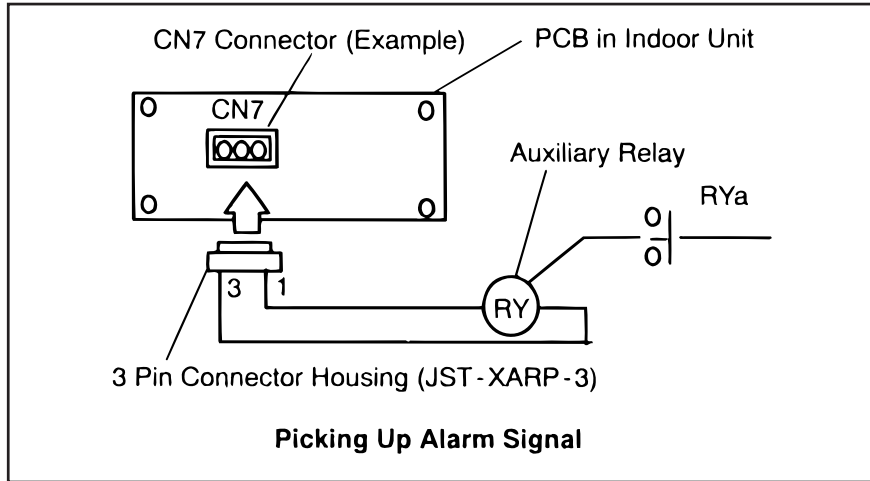 CN7 Connector (Example)
PCB in Indoor Unit
CN7
Auxiliary Relay
RYa
3 1
RY
3 Pin Connector Housing (JST-XARP-3)
Picking Up Alarm Signal